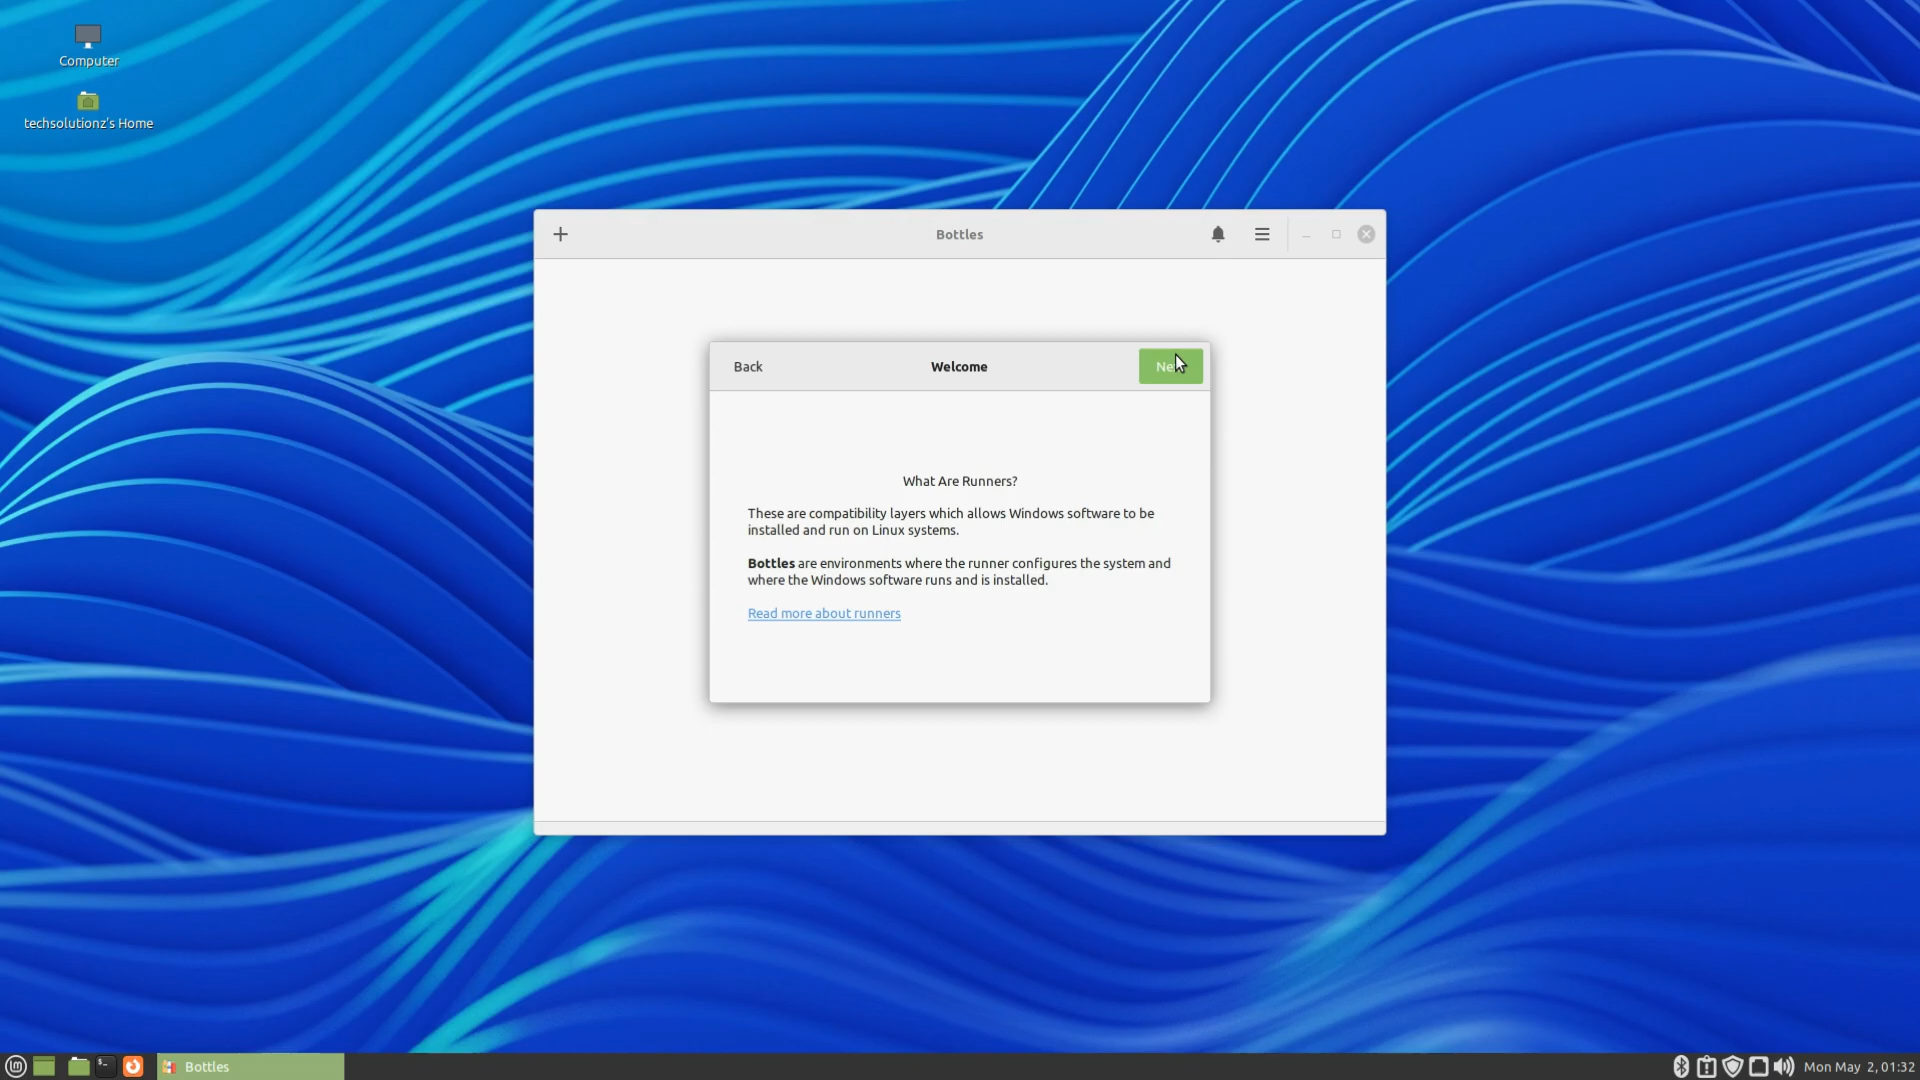 Computer
techsolutionz's Home
Bottles
Back
Welcome
What Are Runners?
These are compatibility layers which allows Windows software to be
installed and run on Linux systems.
Bottles are environments where the runner configures the system and
where the Windows software runs and is installed.
Read more about runners
Bottles
Mon May 2, 01:32